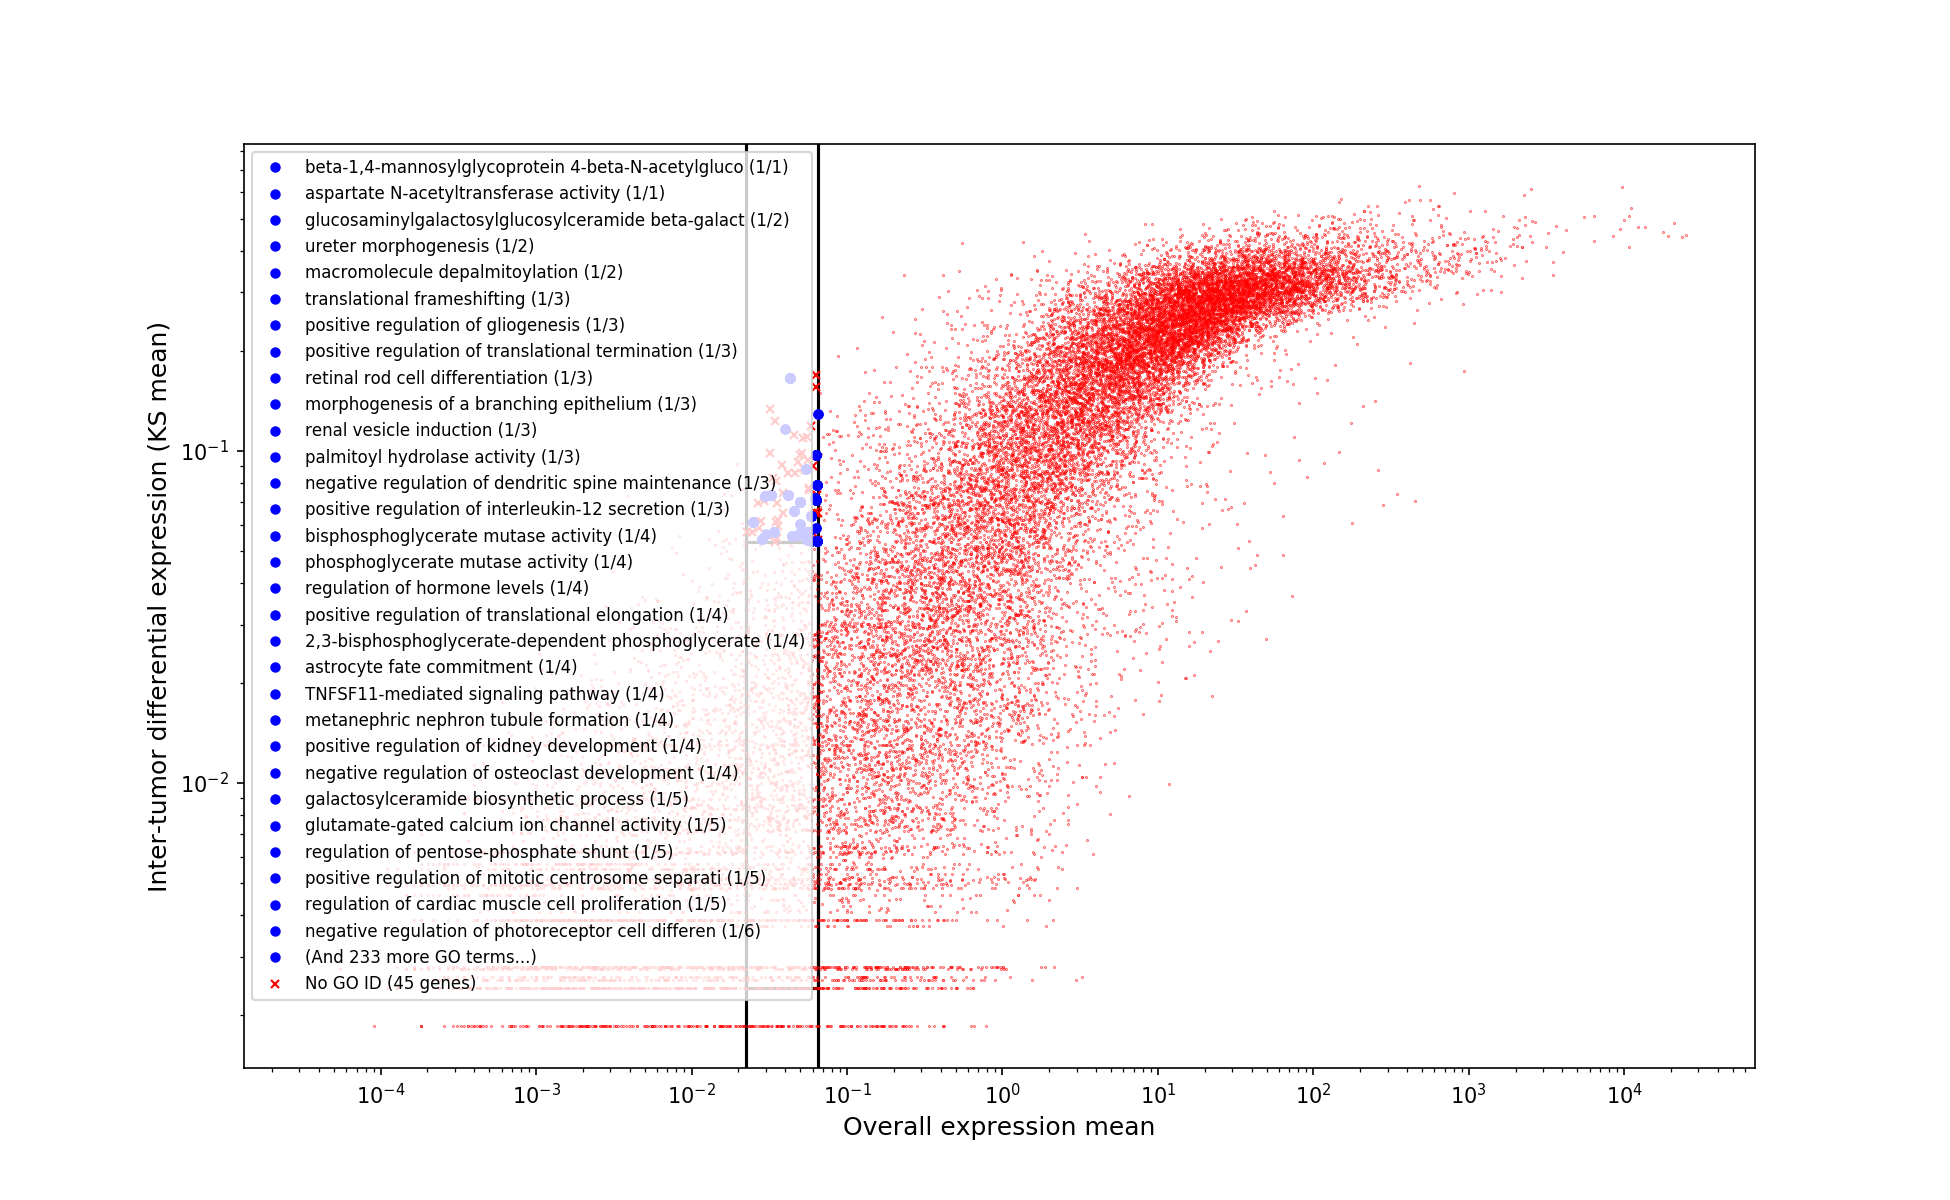 beta-1,4-mannosylglycoprotein 4-beta-N-acetylgluco (1/1)
aspartate N-acetyltransferase activity (1/1)
glucosaminylgalactosylglucosylceramide beta-galact (1/2)
ureter morphogenesis (1/2)
macromolecule depalmitoylation (1/2)
translational frameshifting (1/3)
positive regulation of gliogenesis (1/3)
positive regulation of translational termination (1/3)
retinal rod cell differentiation (1/3)
morphogenesis of a branching epithelium (1/3)
renal vesicle induction (1/3)
palmitoyl hydrolase activity (1/3)
negative regulation of dendritic spine maintenance (1/3)
positive regulation of interleukin-12 secretion (1/3)
bisphosphoglycerate mutase activity (1/4)
phosphoglycerate mutase activity (1/4)
regulation of hormone levels (1/4)
positive regulation of translational elongation (1/4)
2,3-bisphosphoglycerate-dependent phosphoglycerate (1/4)
astrocyte fate commitment (1/4)
TNFSF11-mediated signaling pathway (1/4)
metanephric nephron tubule formation (1/4)
positive regulation of kidney development (1/4)
negative regulation of osteoclast development (1/4)
galactosylceramide biosynthetic process (1/5)
glutamate-gated calcium ion channel activity (1/5)
regulation of pentose-phosphate shunt (1/5)
positive regulation of mitotic centrosome separati (1/5)
regulation of cardiac muscle cell proliferation (1/5)
negative regulation of photoreceptor cell differen (1/6)
(And 233 more GO terms...)
No GO ID (45 genes)
Inter-tumor differential expression (KS mean)
10⁻¹
10⁻²
10⁻⁴ 10⁻³ 10⁻² 10⁻¹ 10⁰ 10¹ 10² 10³ 10⁴
Overall expression mean